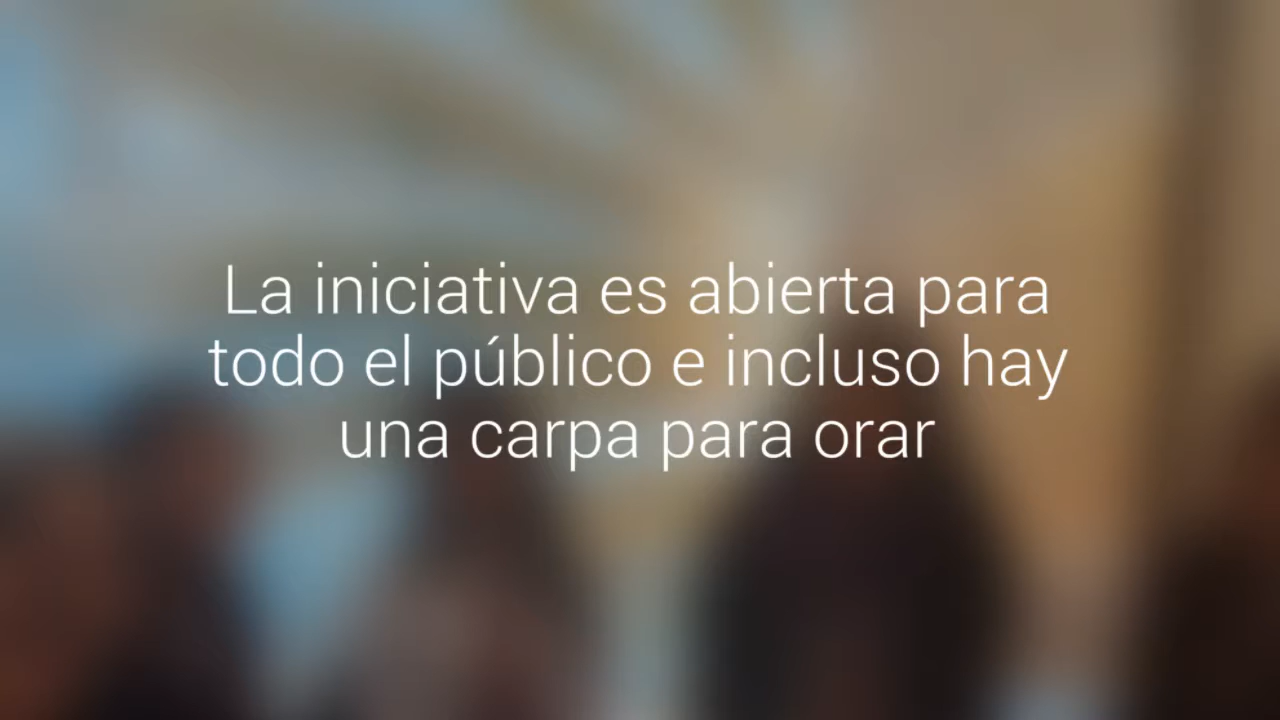 La iniciativa es abierta para
todo el público e incluso hay
una carpa para orar